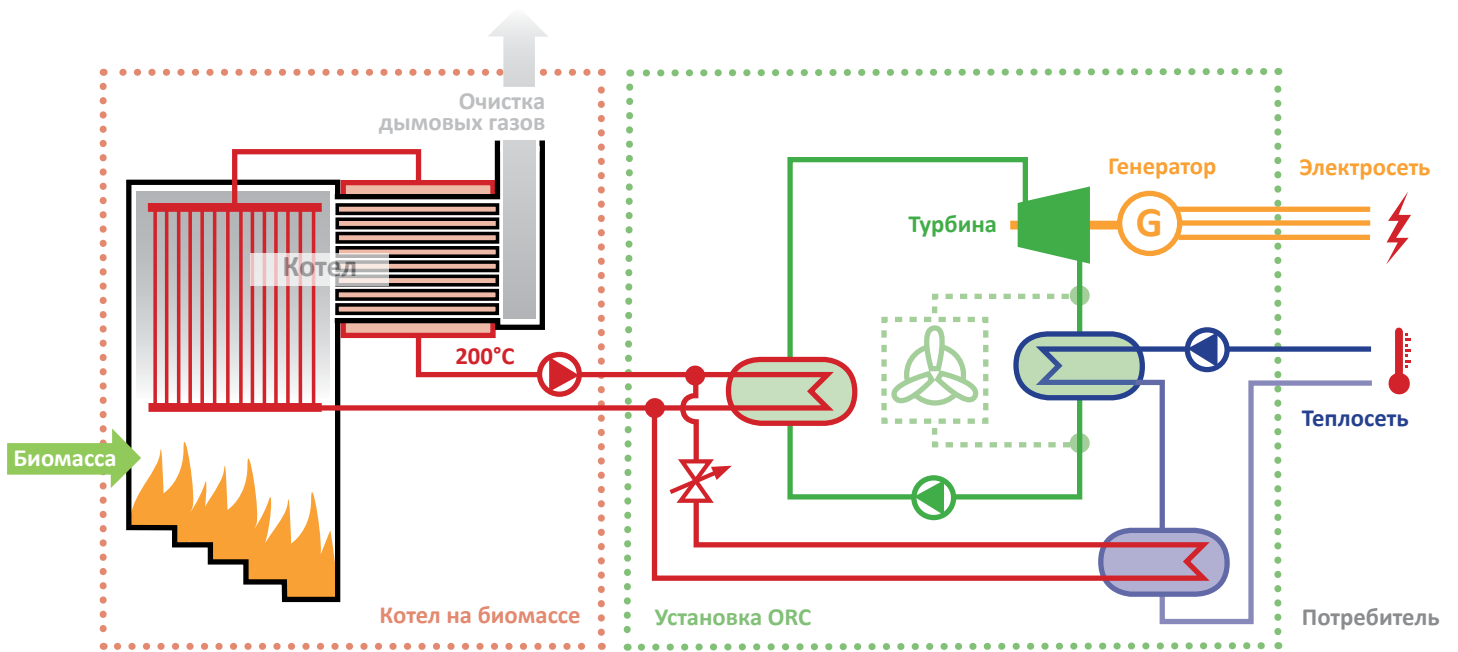 Очистка
дымовых газов
Генератор
Электросеть
Турбина
G
Котел
200°C
Теплосеть
Биомасса
Котел на биомассе
Установка ORC
Потребитель